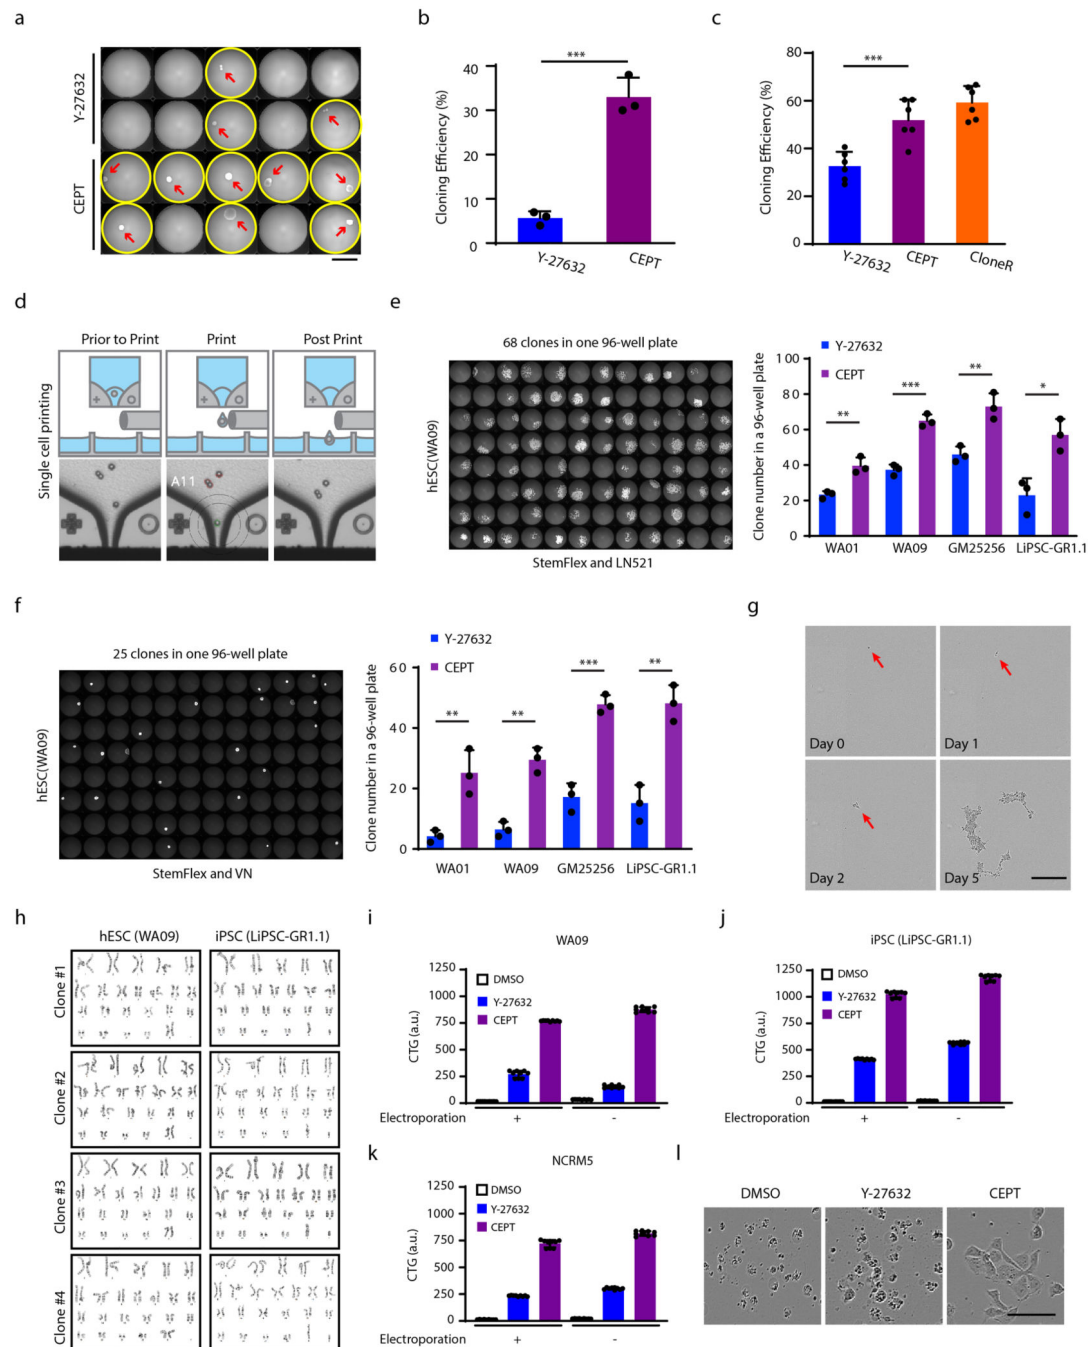 a
Y-27632
CEPT
b
***
Cloning Efficiency (%)
40
30
20
10
0
Y-27632
CEPT
c
***
Cloning Efficiency (%)
80
60
40
20
0
Y-27632
CEPT
CloneR
d
Prior to Print
Print
Post Print
Single cell printing
A11
e
68 clones in one 96-well plate
hESC(WA09)
StemFlex and LN521
Y-27632
CEPT
Clone number in a 96-well plate
100
80
60
40
20
0
**
***
**
*
WA01
WA09
GM25256
LiPSC-GR1.1
f
25 clones in one 96-well plate
hESC(WA09)
StemFlex and VN
Y-27632
CEPT
Clone number in a 96-well plate
60
40
20
0
**
**
***
**
WA01
WA09
GM25256
LiPSC-GR1.1
g
Day 0
Day 1
Day 2
Day 5
h
hESC (WA09)
iPSC (LiPSC-GR1.1)
Clone #1
Clone #2
Clone #3
Clone #4
i
WA09
DMSO
Y-27632
CEPT
CTG (a.u.)
1250
1000
750
500
250
0
Electroporation
+
-
j
iPSC (LiPSC-GR1.1)
DMSO
Y-27632
CEPT
CTG (a.u.)
1250
1000
750
500
250
0
Electroporation
+
-
k
NCRM5
DMSO
Y-27632
CEPT
CTG (a.u.)
1250
1000
750
500
250
0
Electroporation
+
-
l
DMSO
Y-27632
CEPT